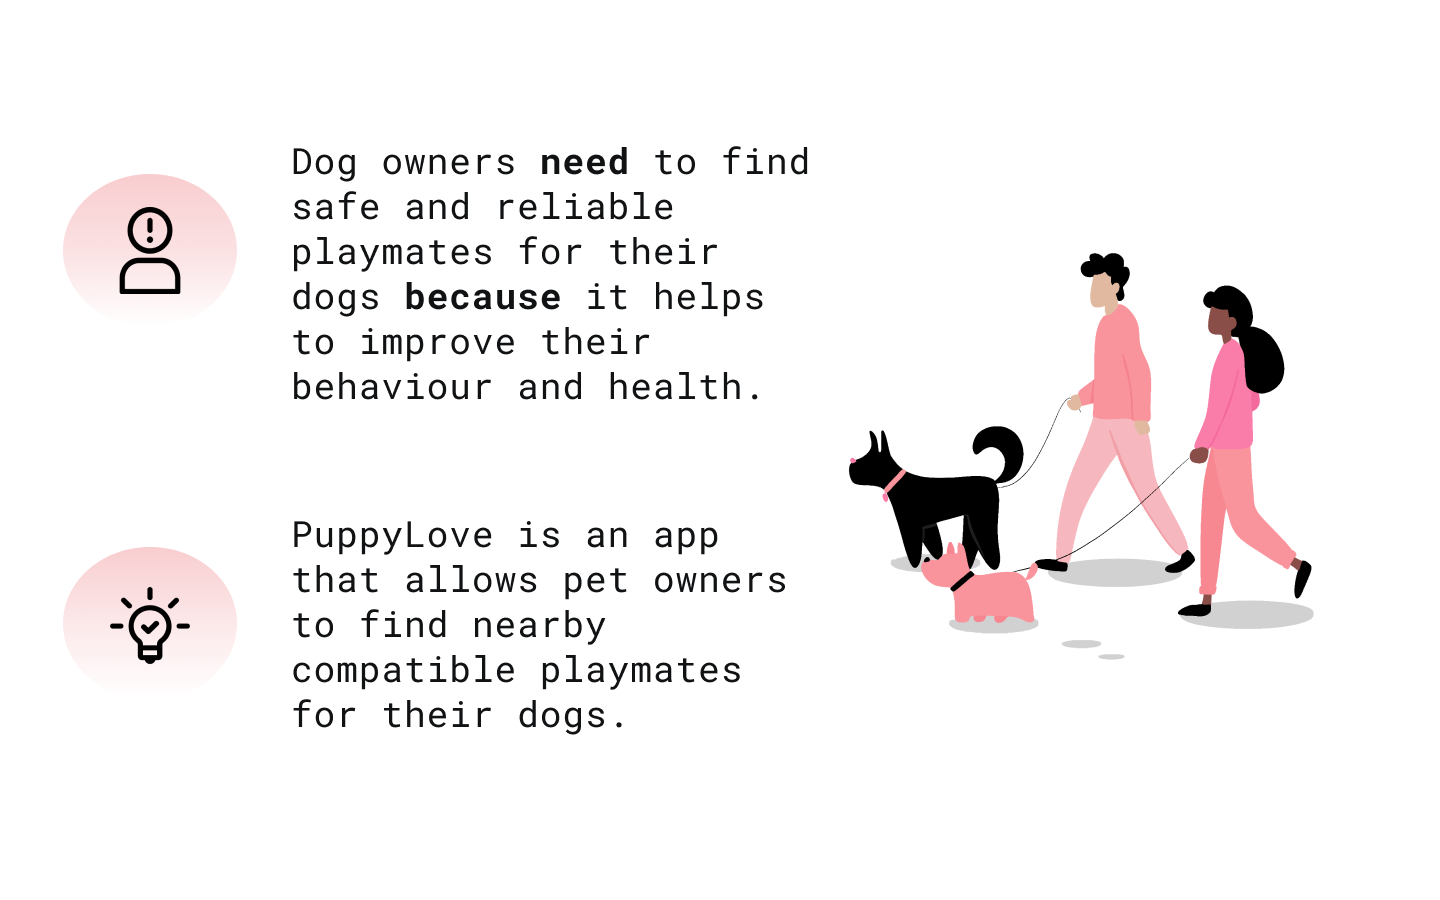 Dog owners need to find
safe and reliable
playmates for their
dogs because it helps
to improve their
behaviour and health.
PuppyLove is an app
that allows pet owners
to find nearby
compatible playmates
for their dogs.